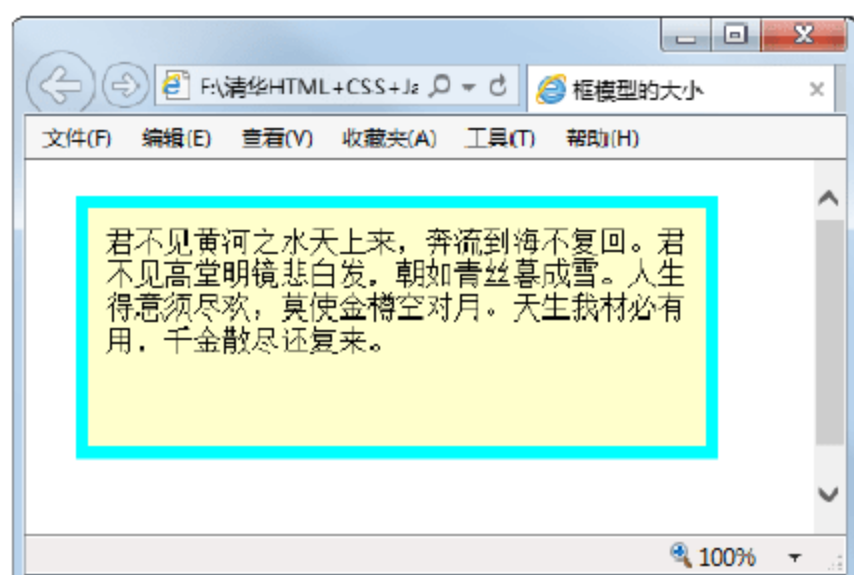 F:\清华HTML+CSS+Ja
框模型的大小
文件(F) 编辑(E) 查看(V) 收藏夹(A) 工具(T) 帮助(H)
君不见黄河之水天上来，奔流到海不复回。君
不见高堂明镜悲白发，朝如青丝暮成雪。人生
得意须尽欢，莫使金樽空对月。天生我材必有
用，千金散尽还复来。
100%